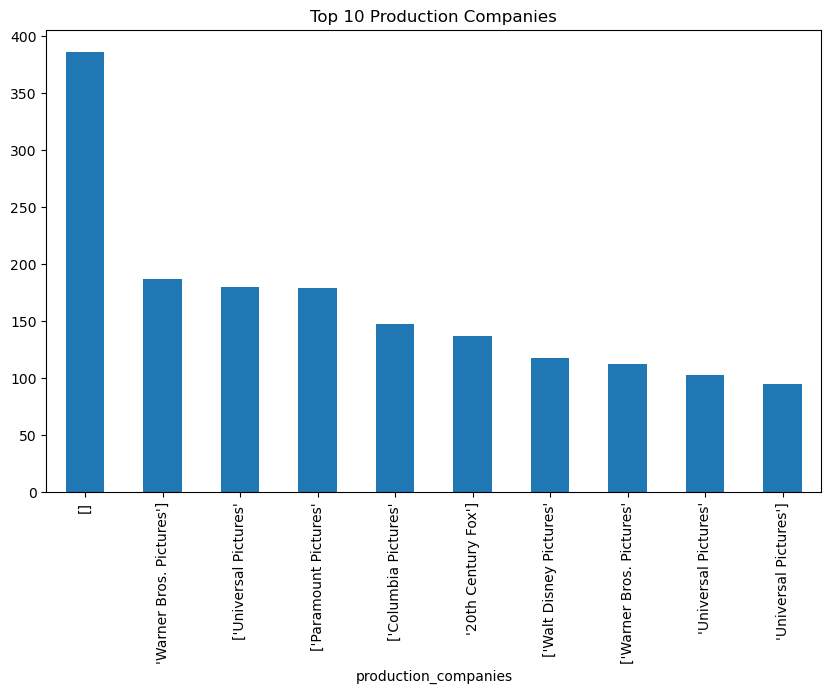 Top 10 Production Companies
400
350
300
250
200
150
100
50
0
[]
'Warner Bros. Pictures']
['Universal Pictures'
['Paramount Pictures'
['Columbia Pictures'
'20th Century Fox']
['Walt Disney Pictures'
['Warner Bros. Pictures'
'Universal Pictures'
'Universal Pictures']
production_companies